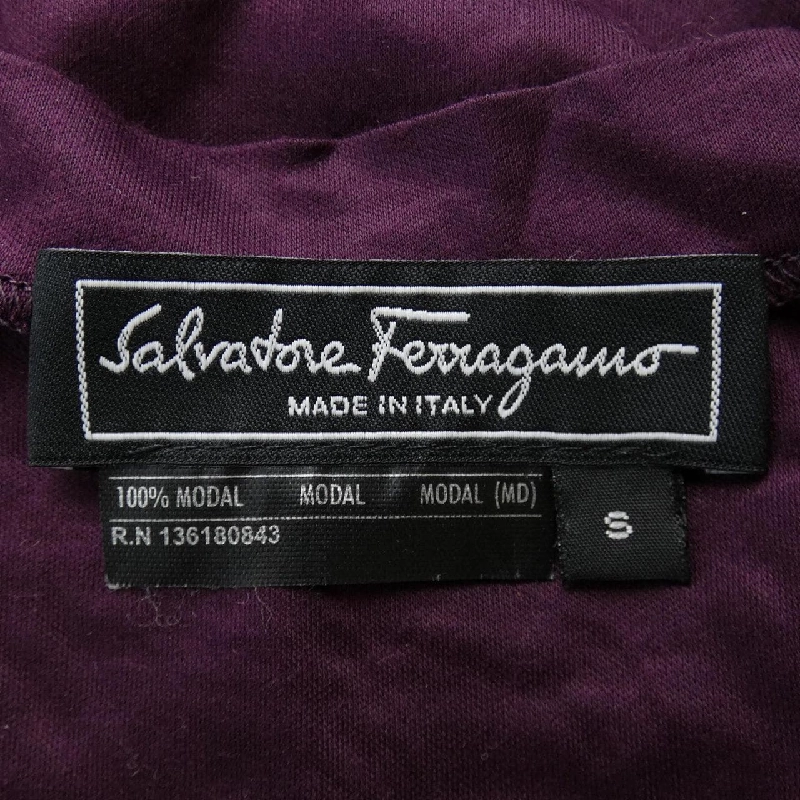 Salvatore Ferragamo
MADE IN ITALY
100% MODAL MODAL MODAL (MD)
R.N 136180843
S